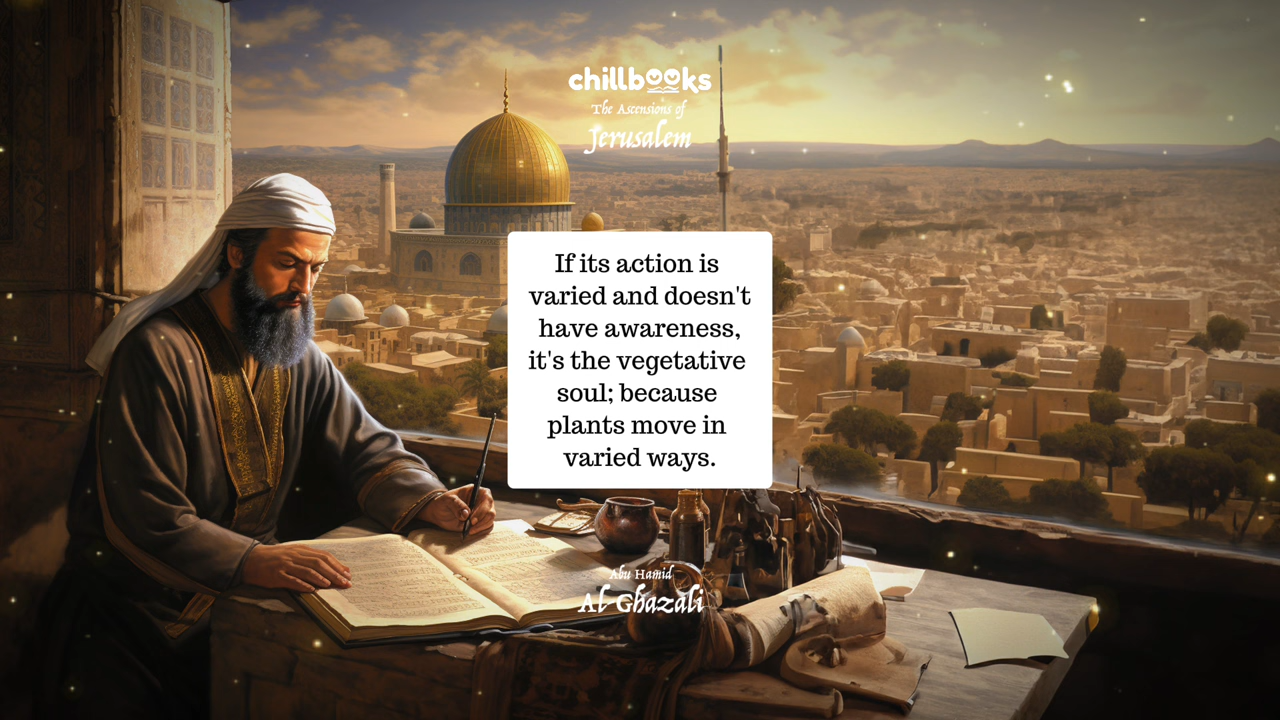 chillbooks
The Ascensions of
Jerusalem
If its action is
varied and doesn't
have awareness,
it's the vegetative
soul; because
plants move in
varied ways.
Abu Hamid
Al-Ghazali